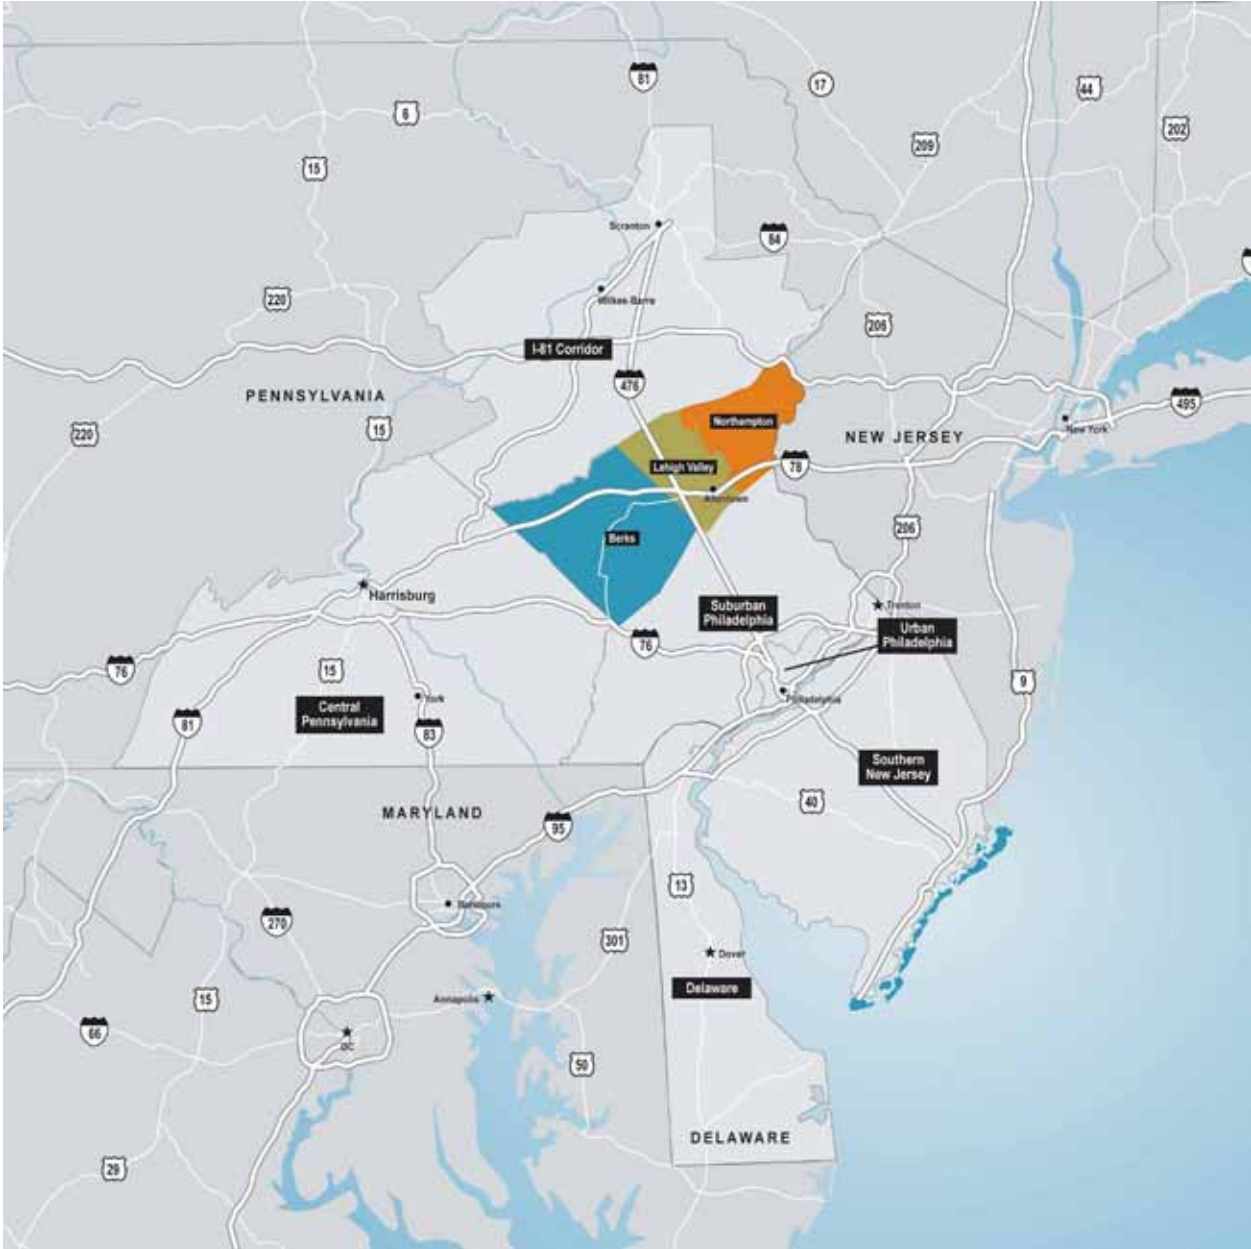 81
17
44
6
202
209
15
Scranton
84
220
Wilkes-Barre
206
I-81 Corridor
476
PENNSYLVANIA
495
Northampton
New York
220
15
NEW JERSEY
Lehigh Valley
78
Allentown
206
Berks
Harrisburg
Suburban
Philadelphia
Trenton
Urban
Philadelphia
76
76
15
9
York
Philadelphia
Central
Pennsylvania
81
83
Southern
New Jersey
MARYLAND
40
95
13
Baltimore
270
301
Dover
Delaware
Annapolis
15
66
DC
50
DELAWARE
29